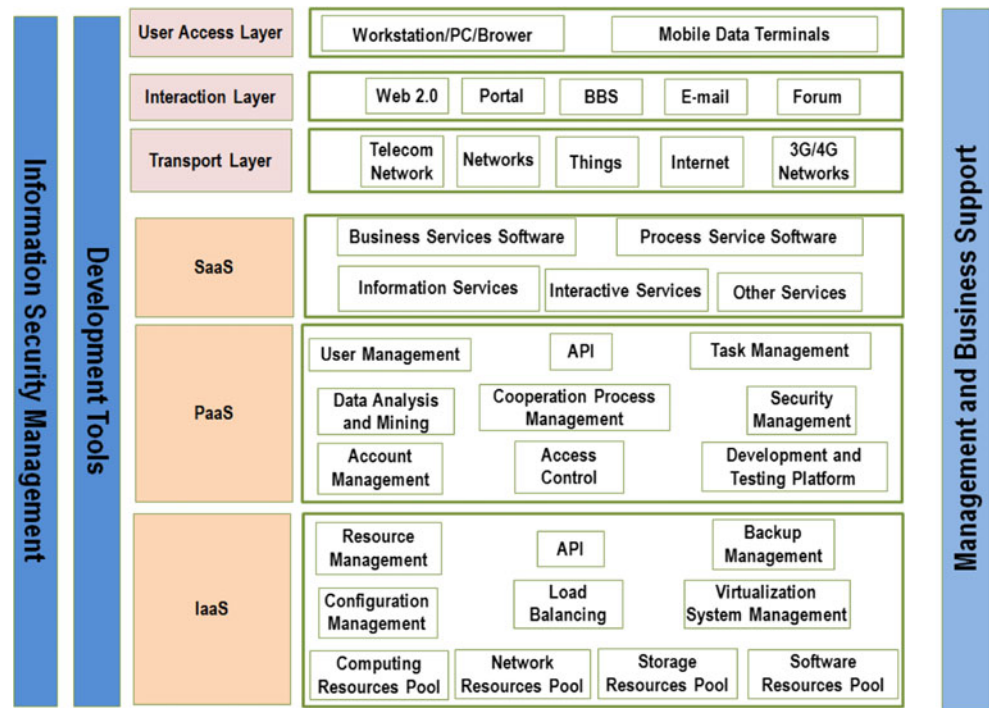 Information Security Management
Development Tools
User Access Layer
Workstation/PC/Brower
Mobile Data Terminals
Interaction Layer
Web 2.0
Portal
BBS
E-mail
Forum
Transport Layer
Telecom
Network
Networks
Things
Internet
3G/4G
Networks
SaaS
Business Services Software
Process Service Software
Information Services
Interactive Services
Other Services
PaaS
User Management
API
Task Management
Data Analysis
and Mining
Cooperation Process
Management
Security
Management
Account
Management
Access
Control
Development and
Testing Platform
IaaS
Resource
Management
API
Backup
Management
Configuration
Management
Load
Balancing
Virtualization
System Management
Computing
Resources Pool
Network
Resources Pool
Storage
Resources Pool
Software
Resources Pool
Management and Business Support